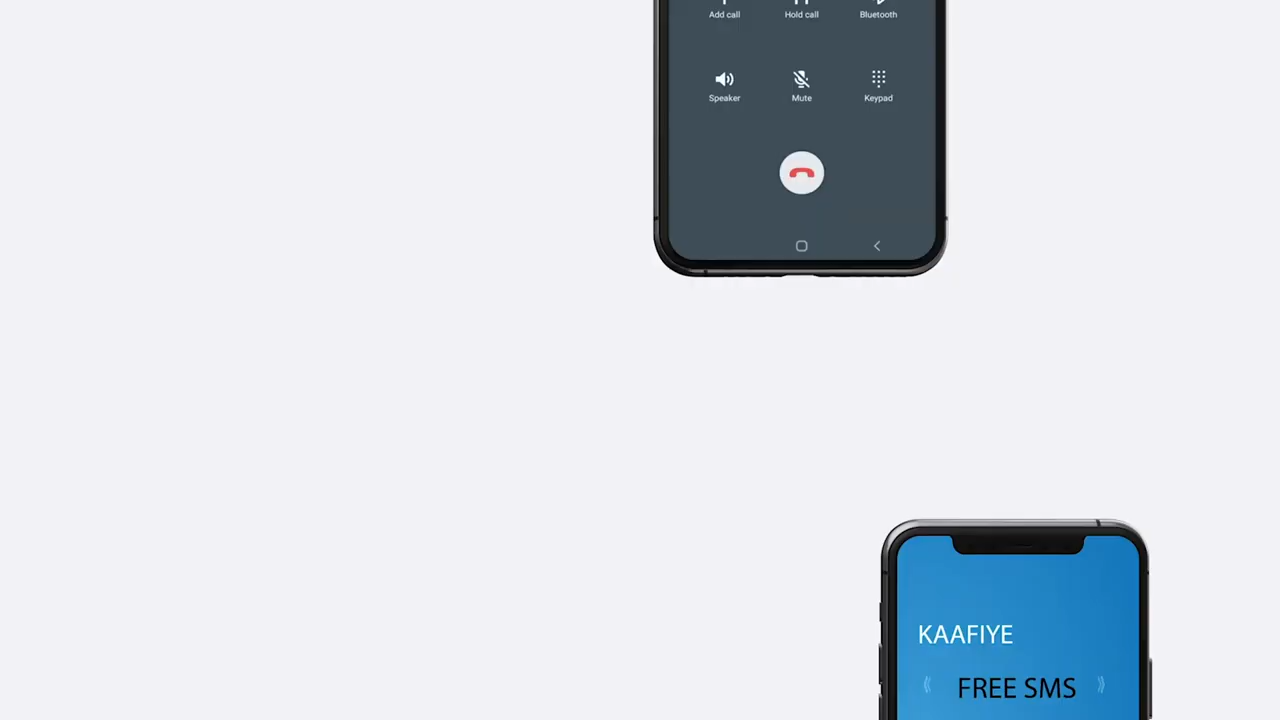 Add call Hold call Bluetooth
Speaker Mute Keypad
KAAFIYE
FREE SMS